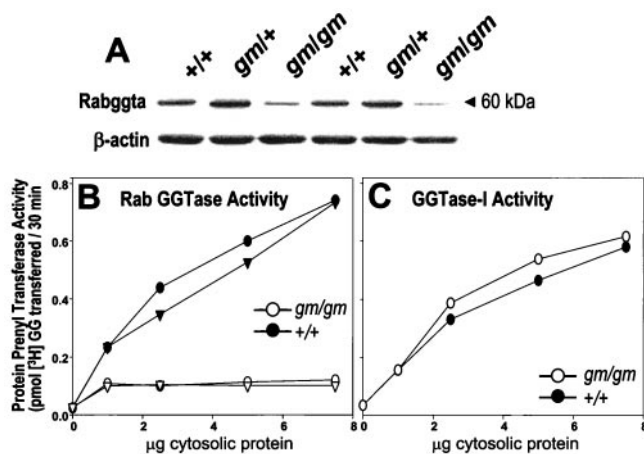 A
+/+ gm/+ gm/gm +/+ gm/+ gm/gm
Rabggta ◄ 60 kDa
β-actin
Protein Prenyl Transferase Activity
(pmol [³H] GG transferred / 30 min
B Rab GGTase Activity
0.8
0.6
0.4
0.2
0.0
gm/gm
+/+
0 2 4 6 8
μg cytosolic protein
C GGTase-I Activity
gm/gm
+/+
0 2 4 6 8
μg cytosolic protein